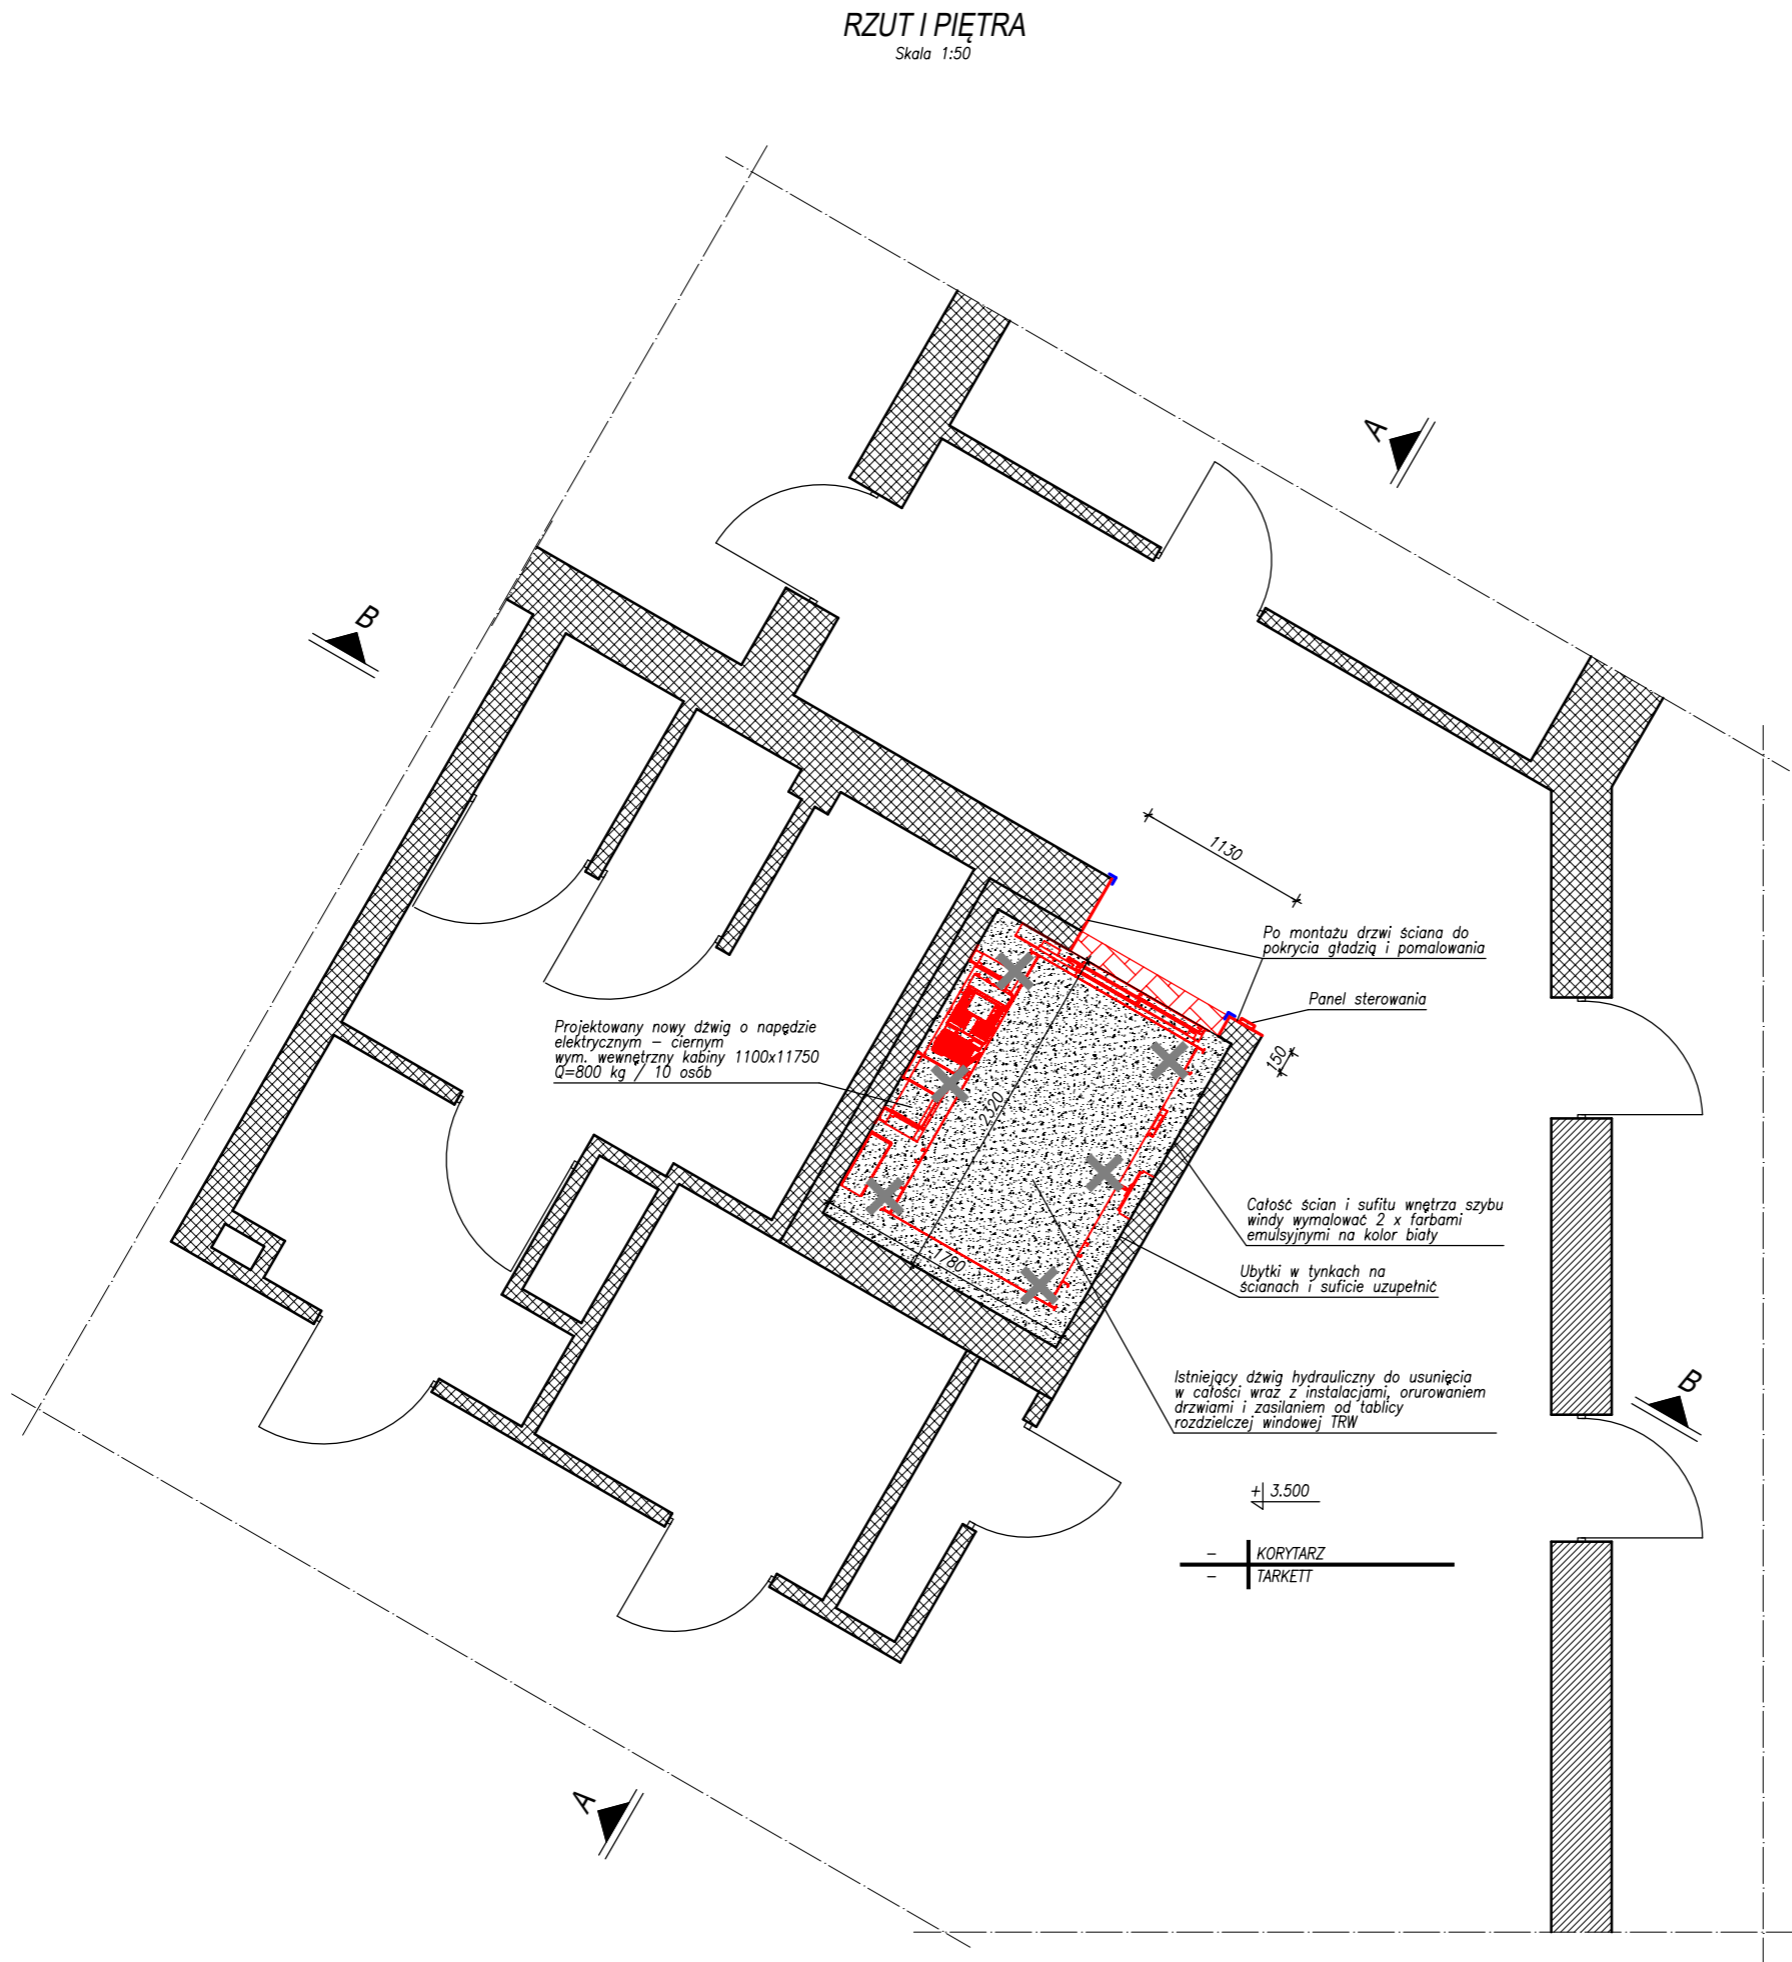 RZUT I PIĘTRA
Skala 1:50
A
B
1130
Po montażu drzwi ściana do
pokrycia gładzią i pomalowania
Panel sterowania
150
Projektowany nowy dźwig o napędzie
elektrycznym – ciernym
wym. wewnętrzny kabiny 1100x11750
Q=800 kg / 10 osób
2320
1780
Całość ścian i sufitu wnętrza szybu
windy wymalować 2 x farbami
emulsyjnymi na kolor biały
Ubytki w tynkach na
ścianach i suficie uzupełnić
Istniejący dźwig hydrauliczny do usunięcia
w całości wraz z instalacjami, orurowaniem
drzwiami i zasilaniem od tablicy
rozdzielczej windowej TRW
B
+ 3.500
– KORYTARZ
– TARKETT
A